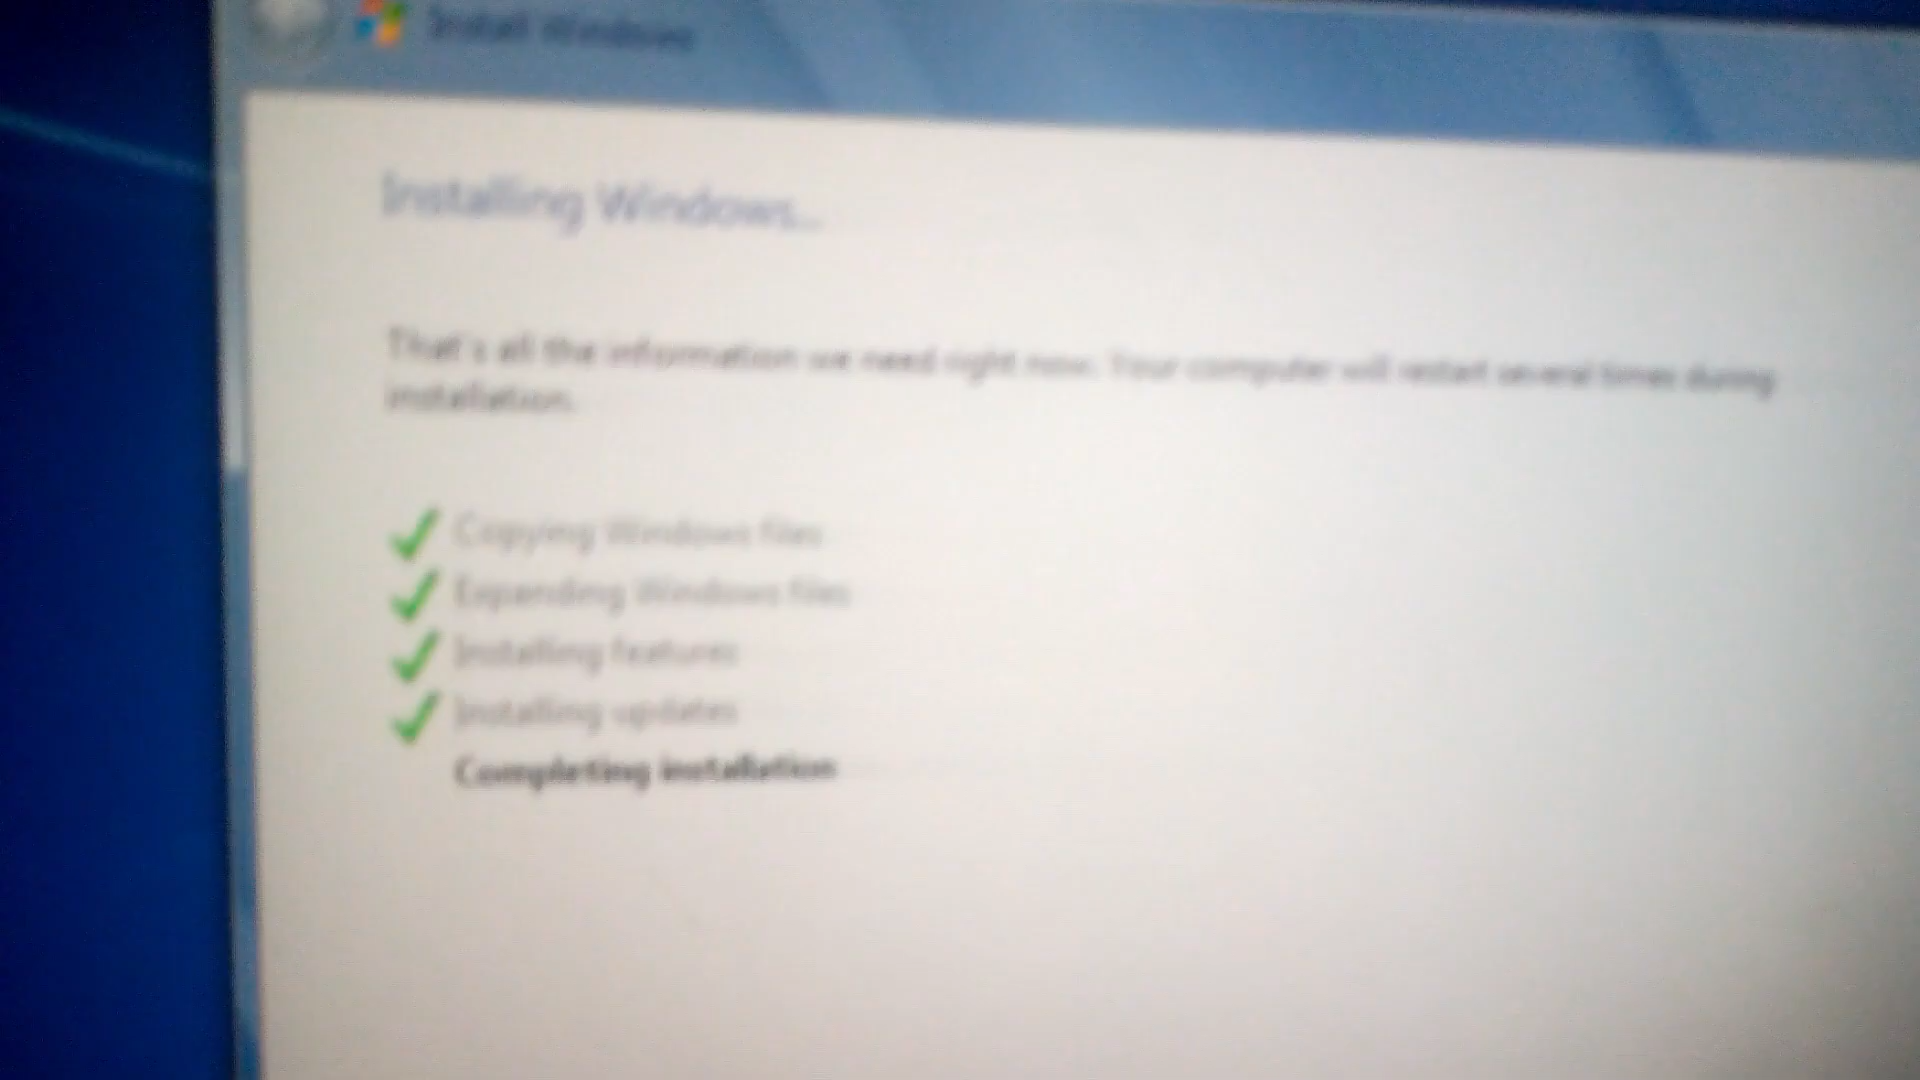 Install Windows
Installing Windows...
That's all the information we need right now. Your computer will restart several times during
installation.
Copying Windows files
Expanding Windows files
Installing features
Installing updates
Completing installation